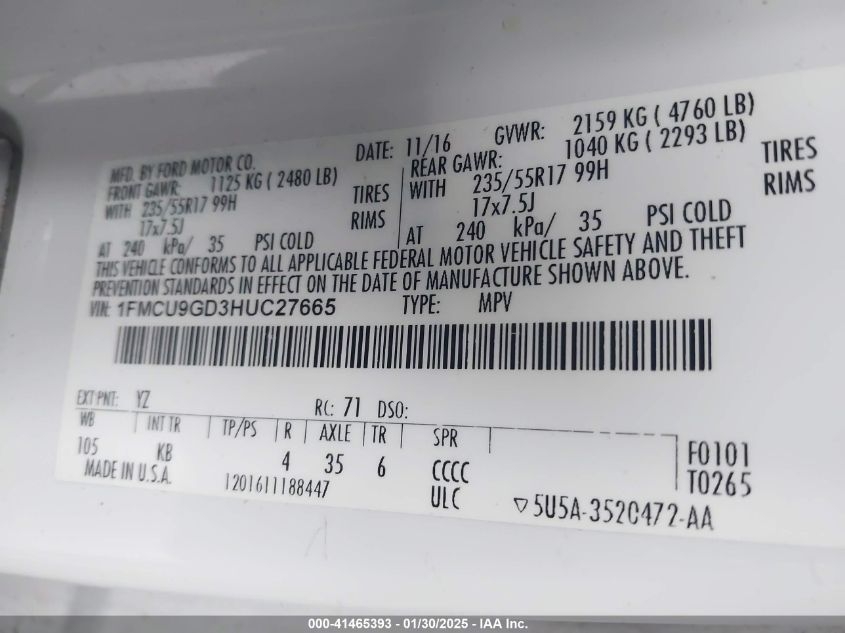 MFD. BY FORD MOTOR CO. DATE: 11/16 GVWR: 2159 KG ( 4760 LB)
FRONT GAWR: 1125 KG ( 2480 LB) REAR GAWR: 1040 KG ( 2293 LB)
WITH 235/55R17 99H TIRES WITH 235/55R17 99H TIRES
17x7.5J RIMS 17x7.5J RIMS
AT 240 kPa/ 35 PSI COLD AT 240 kPa/ 35 PSI COLD
THIS VEHICLE CONFORMS TO ALL APPLICABLE FEDERAL MOTOR VEHICLE SAFETY AND THEFT
PREVENTION STANDARDS IN EFFECT ON THE DATE OF MANUFACTURE SHOWN ABOVE.
VIN: 1FMCU9GD3HUC27665 TYPE: MPV
EXT PNT: YZ RC: 71 DSO:
WB INT TR TP/PS R AXLE TR SPR
105 KB 4 35 6 CCCC F0101
MADE IN U.S.A. 1201611188447 ULC T0265
▽5U5A-3520472-AA
000-41465393 - 01/30/2025 - IAA Inc.